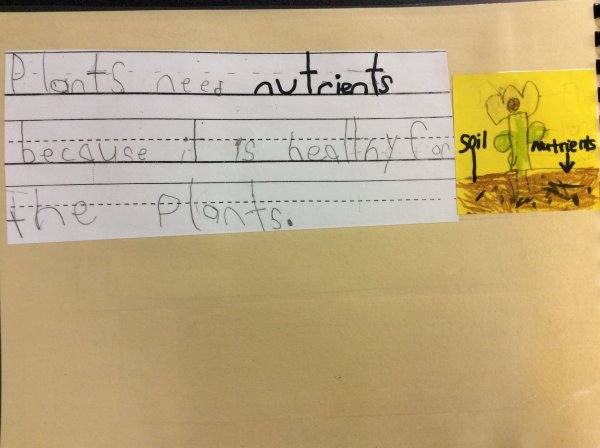 Plants need nutrients
because it is healthy for
the plants.
soil
nutrients